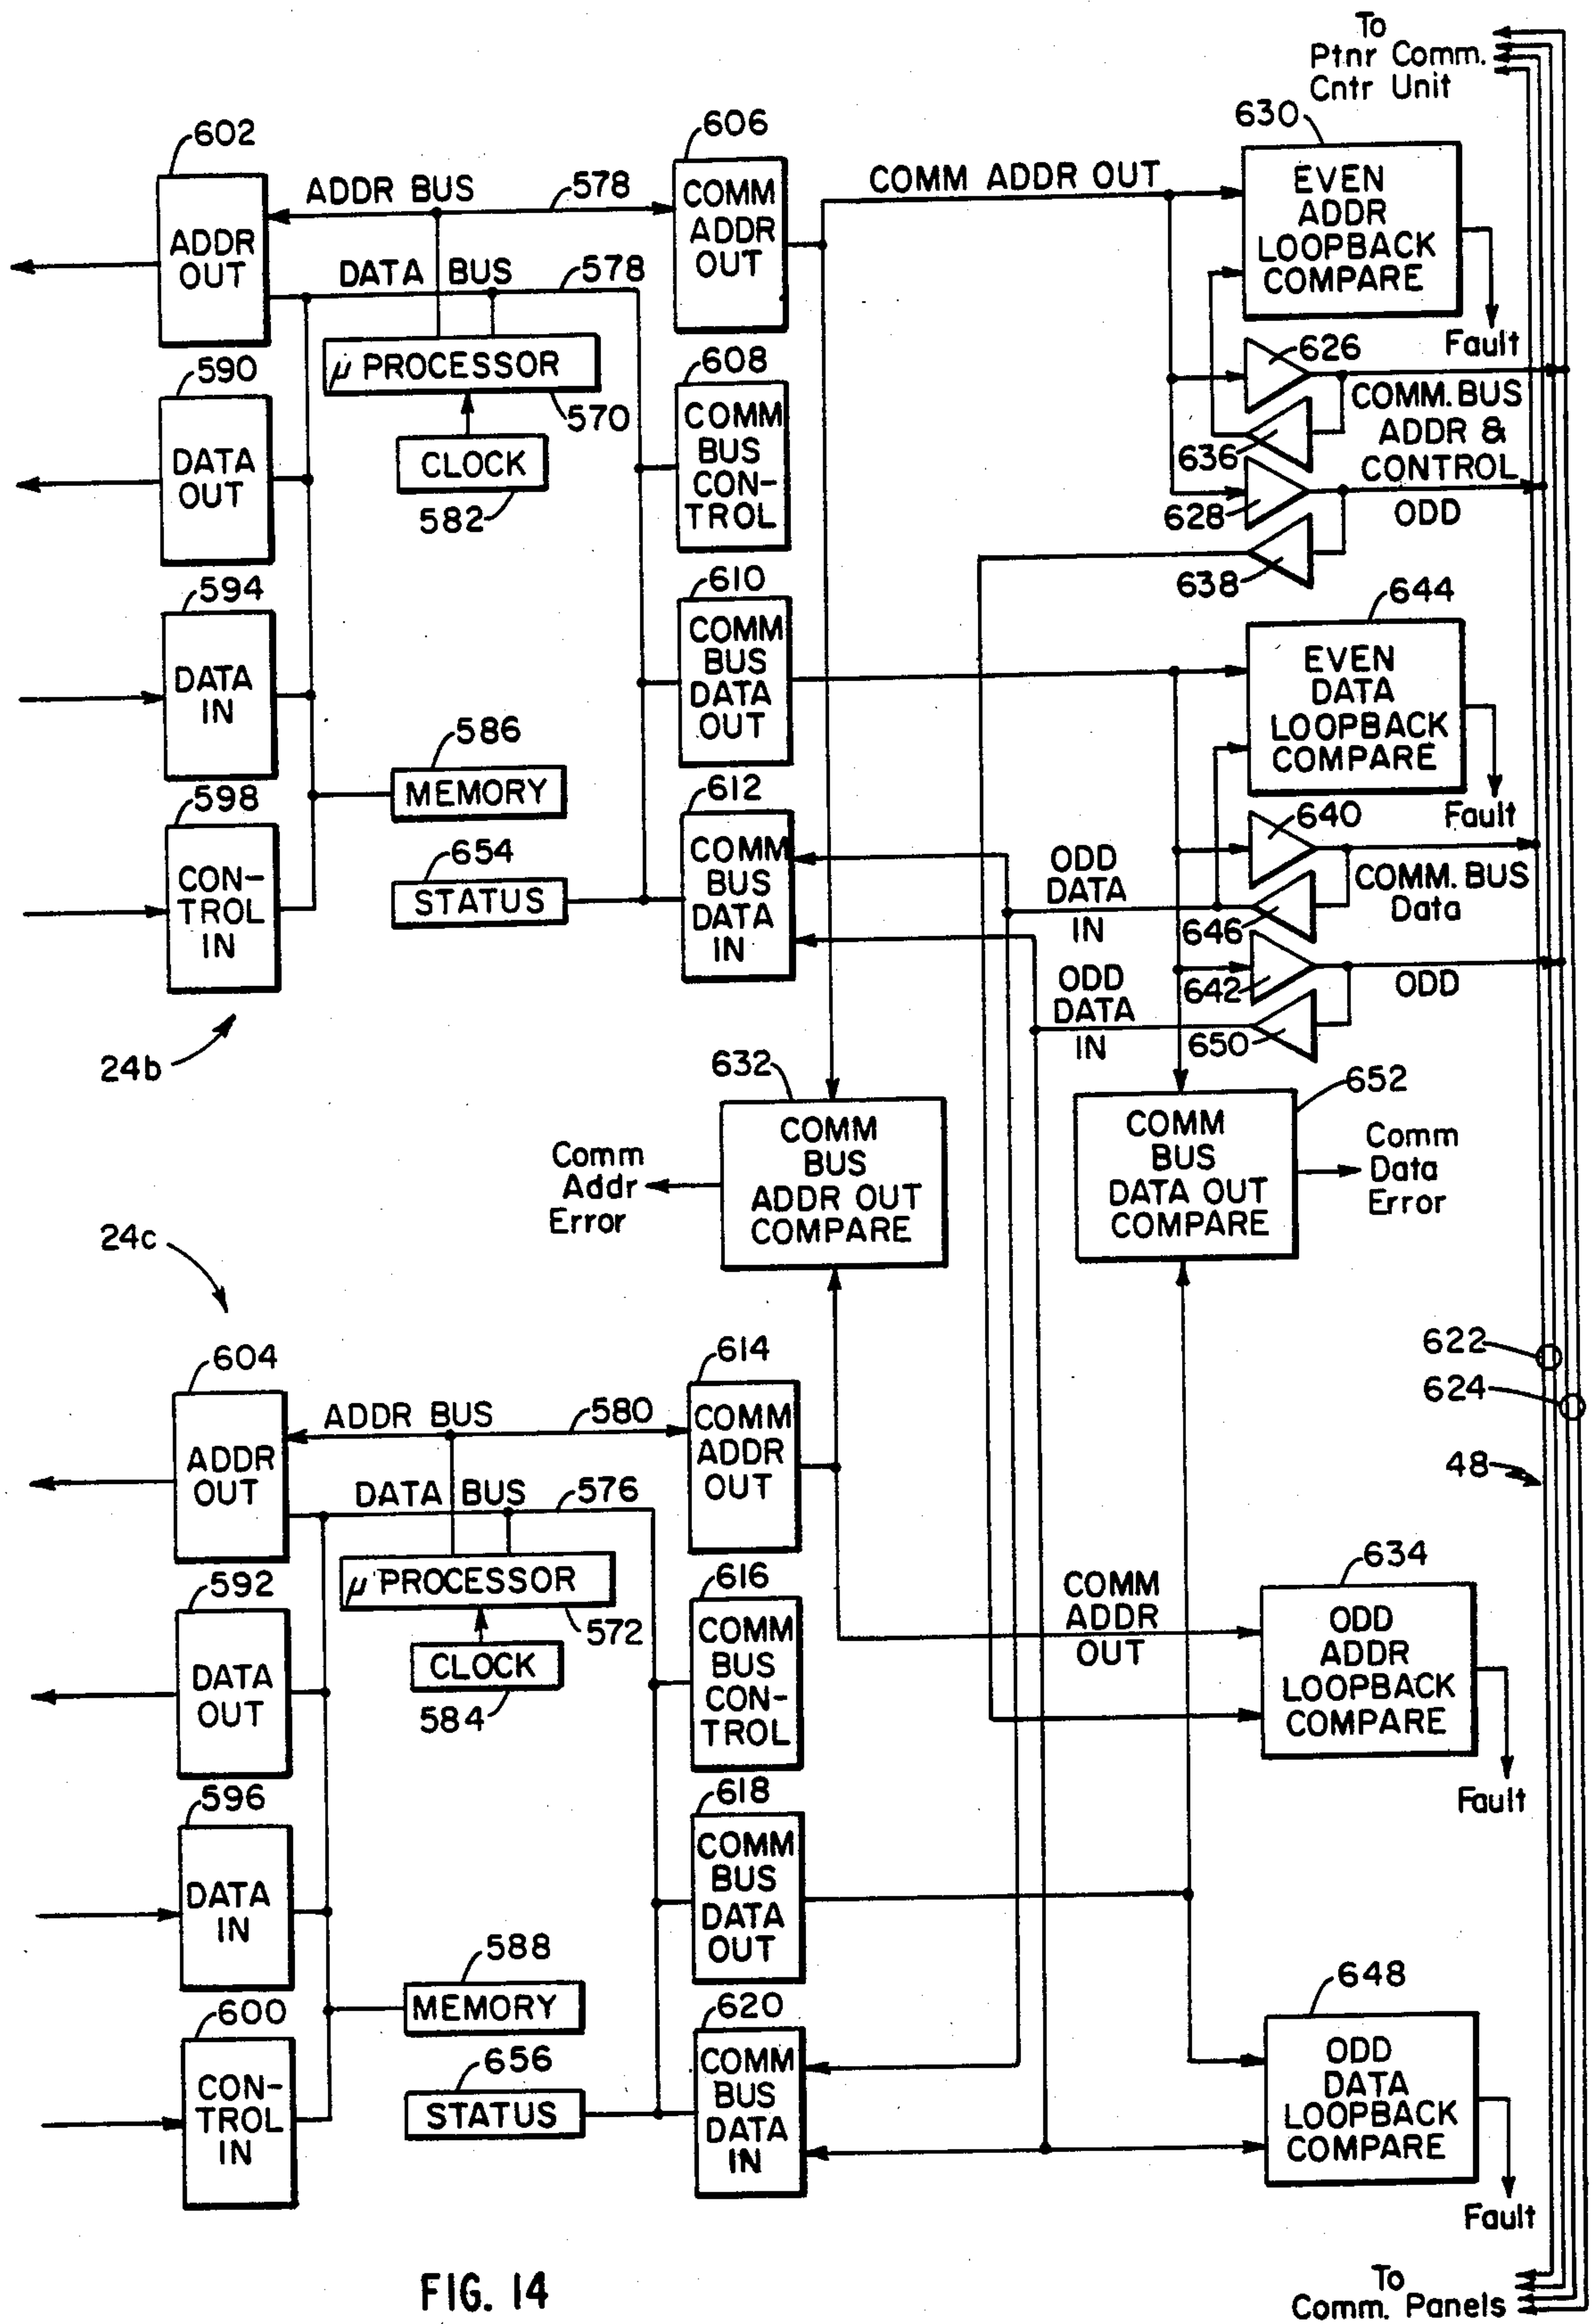 To
Ptnr Comm.
Cntr Unit
602
ADDR BUS
578
606
COMM ADDR OUT
630
ADDR
OUT
COMM
ADDR
OUT
EVEN
ADDR
LOOPBACK
COMPARE
Fault
DATA BUS
578
590
μ PROCESSOR
570
608
626
DATA
OUT
CLOCK
582
COMM
BUS
CON-
TROL
636
COMM. BUS
ADDR &
CONTROL
628
ODD
638
594
610
644
DATA
IN
COMM
BUS
DATA
OUT
EVEN
DATA
LOOPBACK
COMPARE
Fault
586
MEMORY
598
612
640
CON-
TROL
IN
654
STATUS
COMM
BUS
DATA
IN
ODD
DATA
IN
646
COMM. BUS
Data
ODD
DATA
IN
642
ODD
650
24b
632
652
Comm
Addr
Error
COMM
BUS
ADDR OUT
COMPARE
COMM
BUS
DATA OUT
COMPARE
Comm
Data
Error
24c
622
624
48
604
ADDR BUS
580
614
ADDR
OUT
COMM
ADDR
OUT
DATA BUS
576
592
μ PROCESSOR
572
616
COMM
ADDR
OUT
634
DATA
OUT
CLOCK
584
COMM
BUS
CON-
TROL
ODD
ADDR
LOOPBACK
COMPARE
Fault
596
618
DATA
IN
COMM
BUS
DATA
OUT
588
MEMORY
600
620
648
CON-
TROL
IN
656
STATUS
COMM
BUS
DATA
IN
ODD
DATA
LOOPBACK
COMPARE
Fault
FIG. 14
To
Comm. Panels